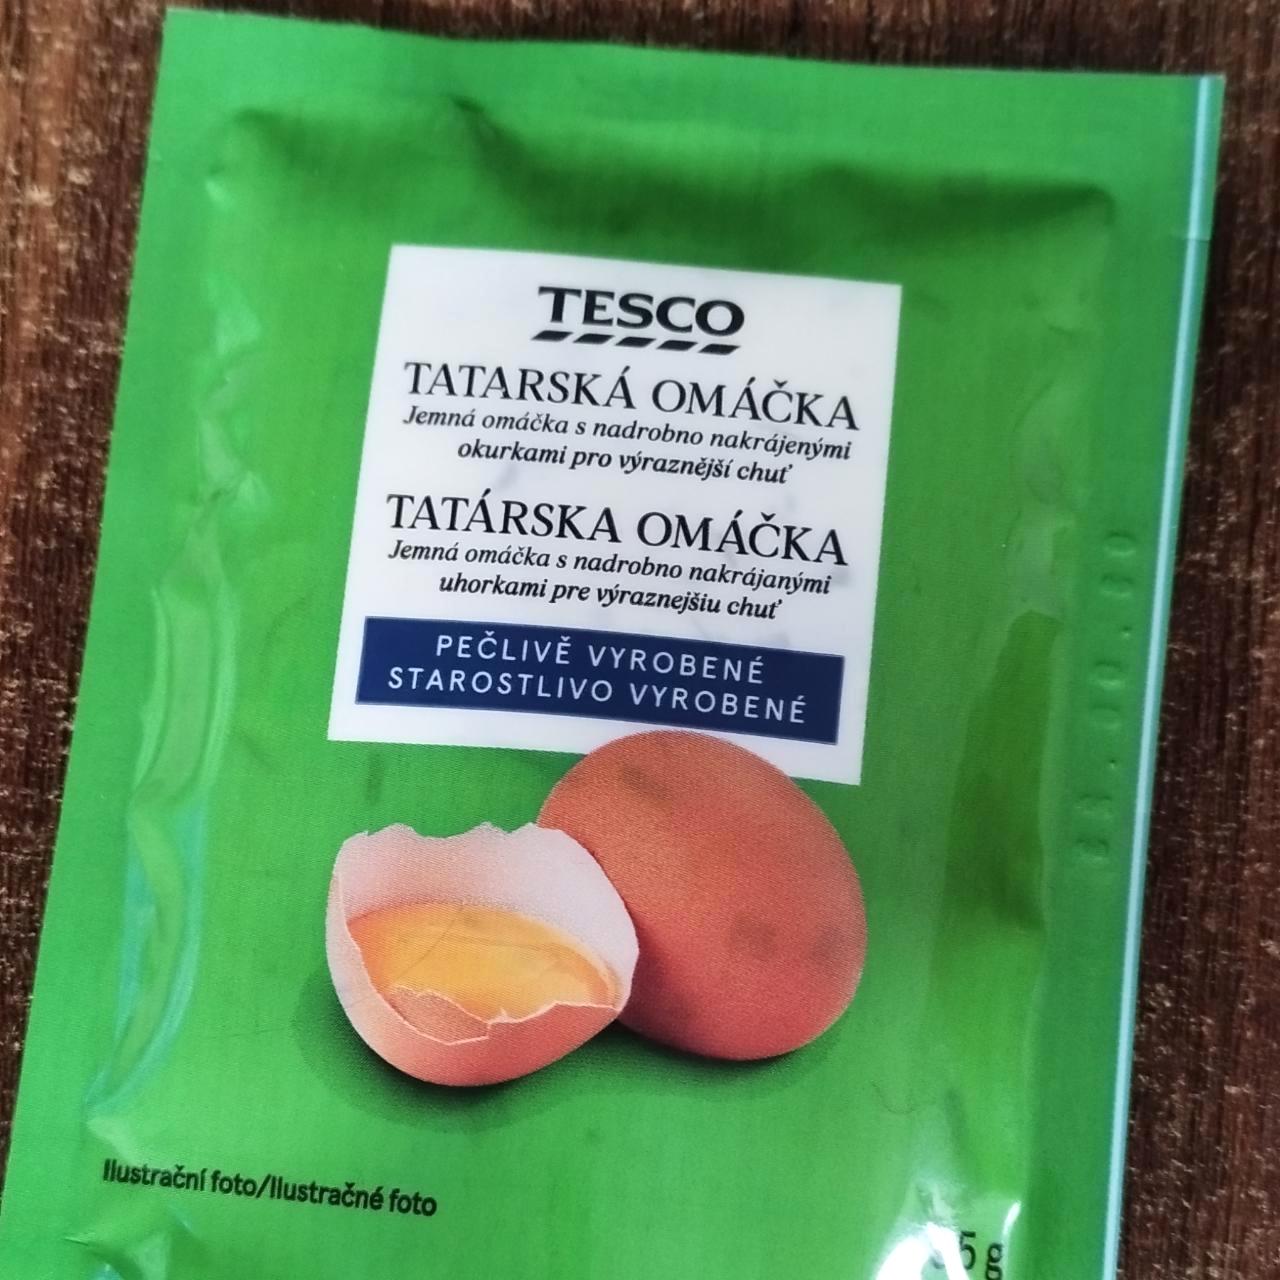 TESCO
TATARSKÁ OMÁČKA
Jemná omáčka s nadrobno nakrájenými
okurkami pro výraznější chuť
TATÁRSKA OMÁČKA
Jemná omáčka s nadrobno nakrájanými
uhorkami pre výraznejšiu chuť
PEČLIVĚ VYROBENÉ
STAROSTLIVO VYROBENÉ
Ilustrační foto/Ilustračné foto
g